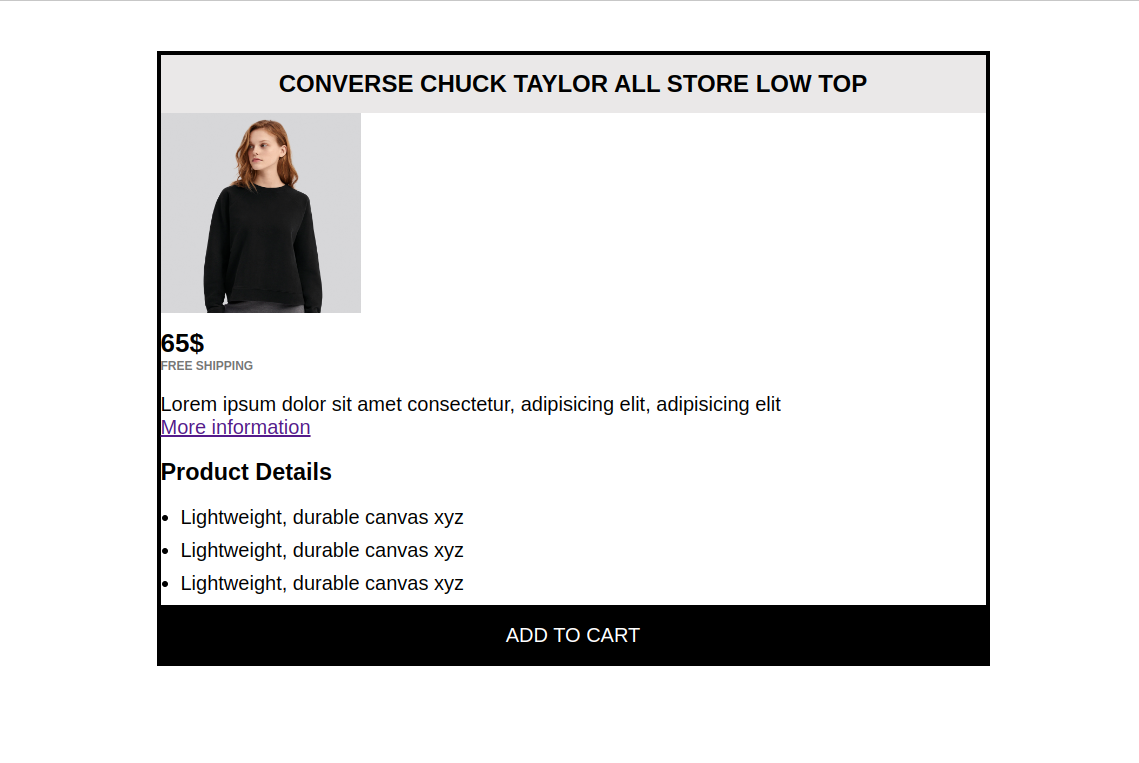 CONVERSE CHUCK TAYLOR ALL STORE LOW TOP
65$
FREE SHIPPING
Lorem ipsum dolor sit amet consectetur, adipisicing elit, adipisicing elit
More information
Product Details
• Lightweight, durable canvas xyz
• Lightweight, durable canvas xyz
• Lightweight, durable canvas xyz
ADD TO CART